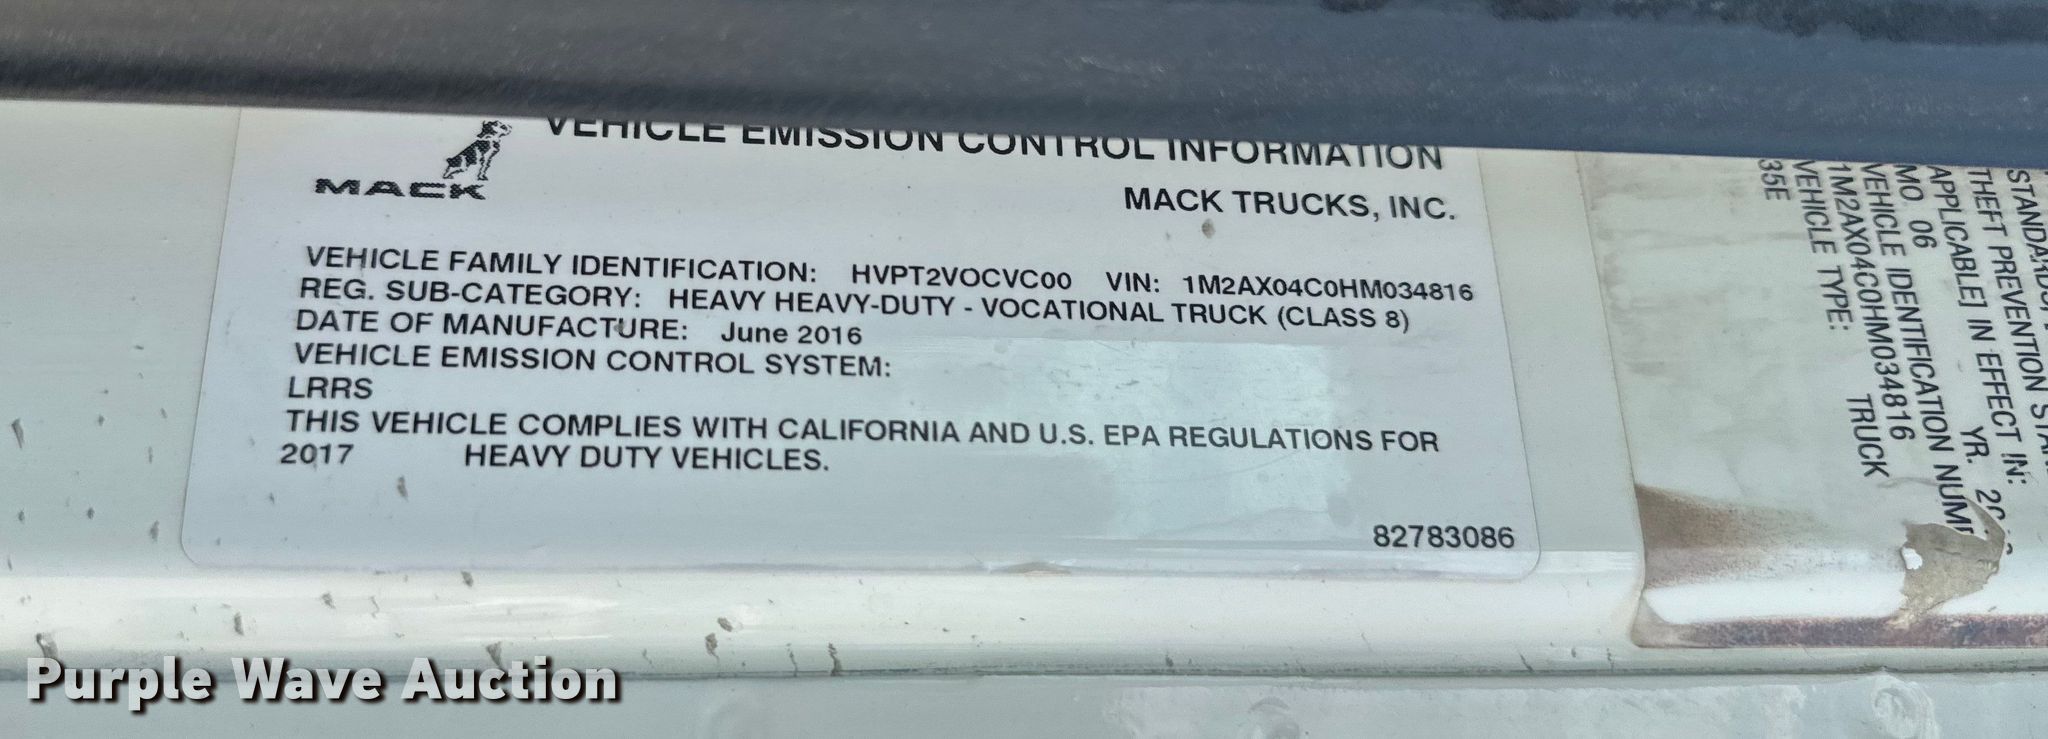 VEHICLE EMISSION CONTROL INFORMATION
MACK
MACK TRUCKS, INC.
VEHICLE FAMILY IDENTIFICATION: HVPT2VOCVC00 VIN: 1M2AX04C0HM034816
REG. SUB-CATEGORY: HEAVY HEAVY-DUTY - VOCATIONAL TRUCK (CLASS 8)
DATE OF MANUFACTURE: June 2016
VEHICLE EMISSION CONTROL SYSTEM:
LRRS
THIS VEHICLE COMPLIES WITH CALIFORNIA AND U.S. EPA REGULATIONS FOR
2017 HEAVY DUTY VEHICLES.
82783086
THEFT PREVENTION
APPLICABLE] IN EFFECT IN:
MO 06 YR.
VEHICLE IDENTIFICATION
1M2AX04C0HM034816
VEHICLE TYPE: TRUCK
35E
Purple Wave Auction